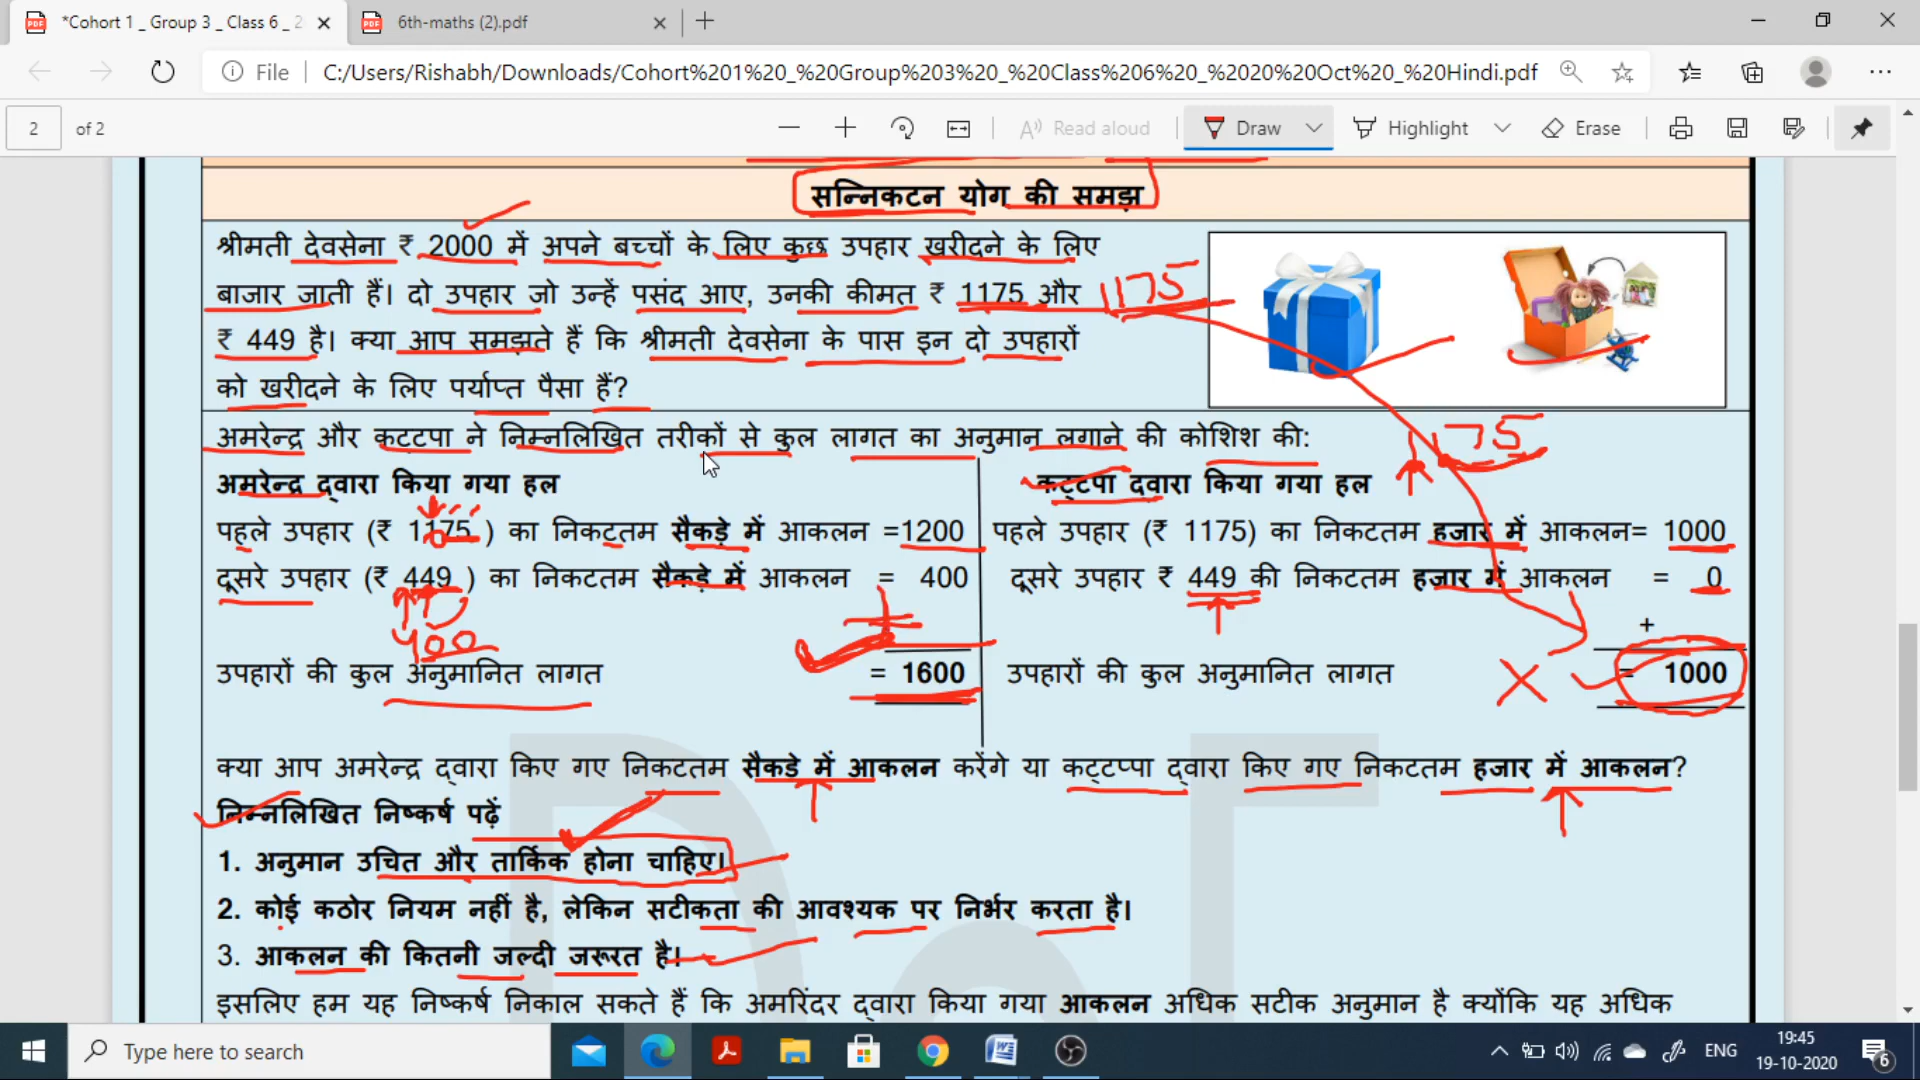 *Cohort 1 _ Group 3 _ Class 6 _ 2
6th-maths (2).pdf
File
C:/Users/Rishabh/Downloads/Cohort%201%20_%20Group%203%20_%20Class%206%20_%2020%20Oct%20_%20Hindi.pdf
2 of 2
Read aloud
Draw
Highlight
Erase
सन्निकटन योग की समझ
श्रीमती देवसेना ₹ 2000 में अपने बच्चों के लिए कुछ उपहार खरीदने के लिए
बाजार जाती हैं। दो उपहार जो उन्हें पसंद आए, उनकी कीमत ₹ 1175 और
1175
₹ 449 है। क्या आप समझते हैं कि श्रीमती देवसेना के पास इन दो उपहारों
को खरीदने के लिए पर्याप्त पैसा हैं?
अमरेन्द्र और कट्टपा ने निम्नलिखित तरीकों से कुल लागत का अनुमान लगाने की कोशिश की:
175
अमरेन्द्र द्वारा किया गया हल
कट्टपा द्वारा किया गया हल
पहले उपहार (₹ 1175 ) का निकटतम सैकड़े में आकलन =1200
पहले उपहार (₹ 1175) का निकटतम हजार में आकलन= 1000
दूसरे उपहार (₹ 449 ) का निकटतम सैकड़े में आकलन = 400
दूसरे उपहार ₹ 449 की निकटतम हजार में आकलन = 0
+
400
उपहारों की कुल अनुमानित लागत = 1600
उपहारों की कुल अनुमानित लागत = 1000
क्या आप अमरेन्द्र द्वारा किए गए निकटतम सैकडे में आकलन करेंगे या कट्टप्पा द्वारा किए गए निकटतम हजार में आकलन?
निम्नलिखित निष्कर्ष पढ़ें
1. अनुमान उचित और तार्किक होना चाहिए।
2. कोई कठोर नियम नहीं है, लेकिन सटीकता की आवश्यक पर निर्भर करता है।
3. आकलन की कितनी जल्दी जरूरत है।
इसलिए हम यह निष्कर्ष निकाल सकते हैं कि अमरिंदर द्वारा किया गया आकलन अधिक सटीक अनुमान है क्योंकि यह अधिक
Type here to search
ENG
19:45
19-10-2020
6